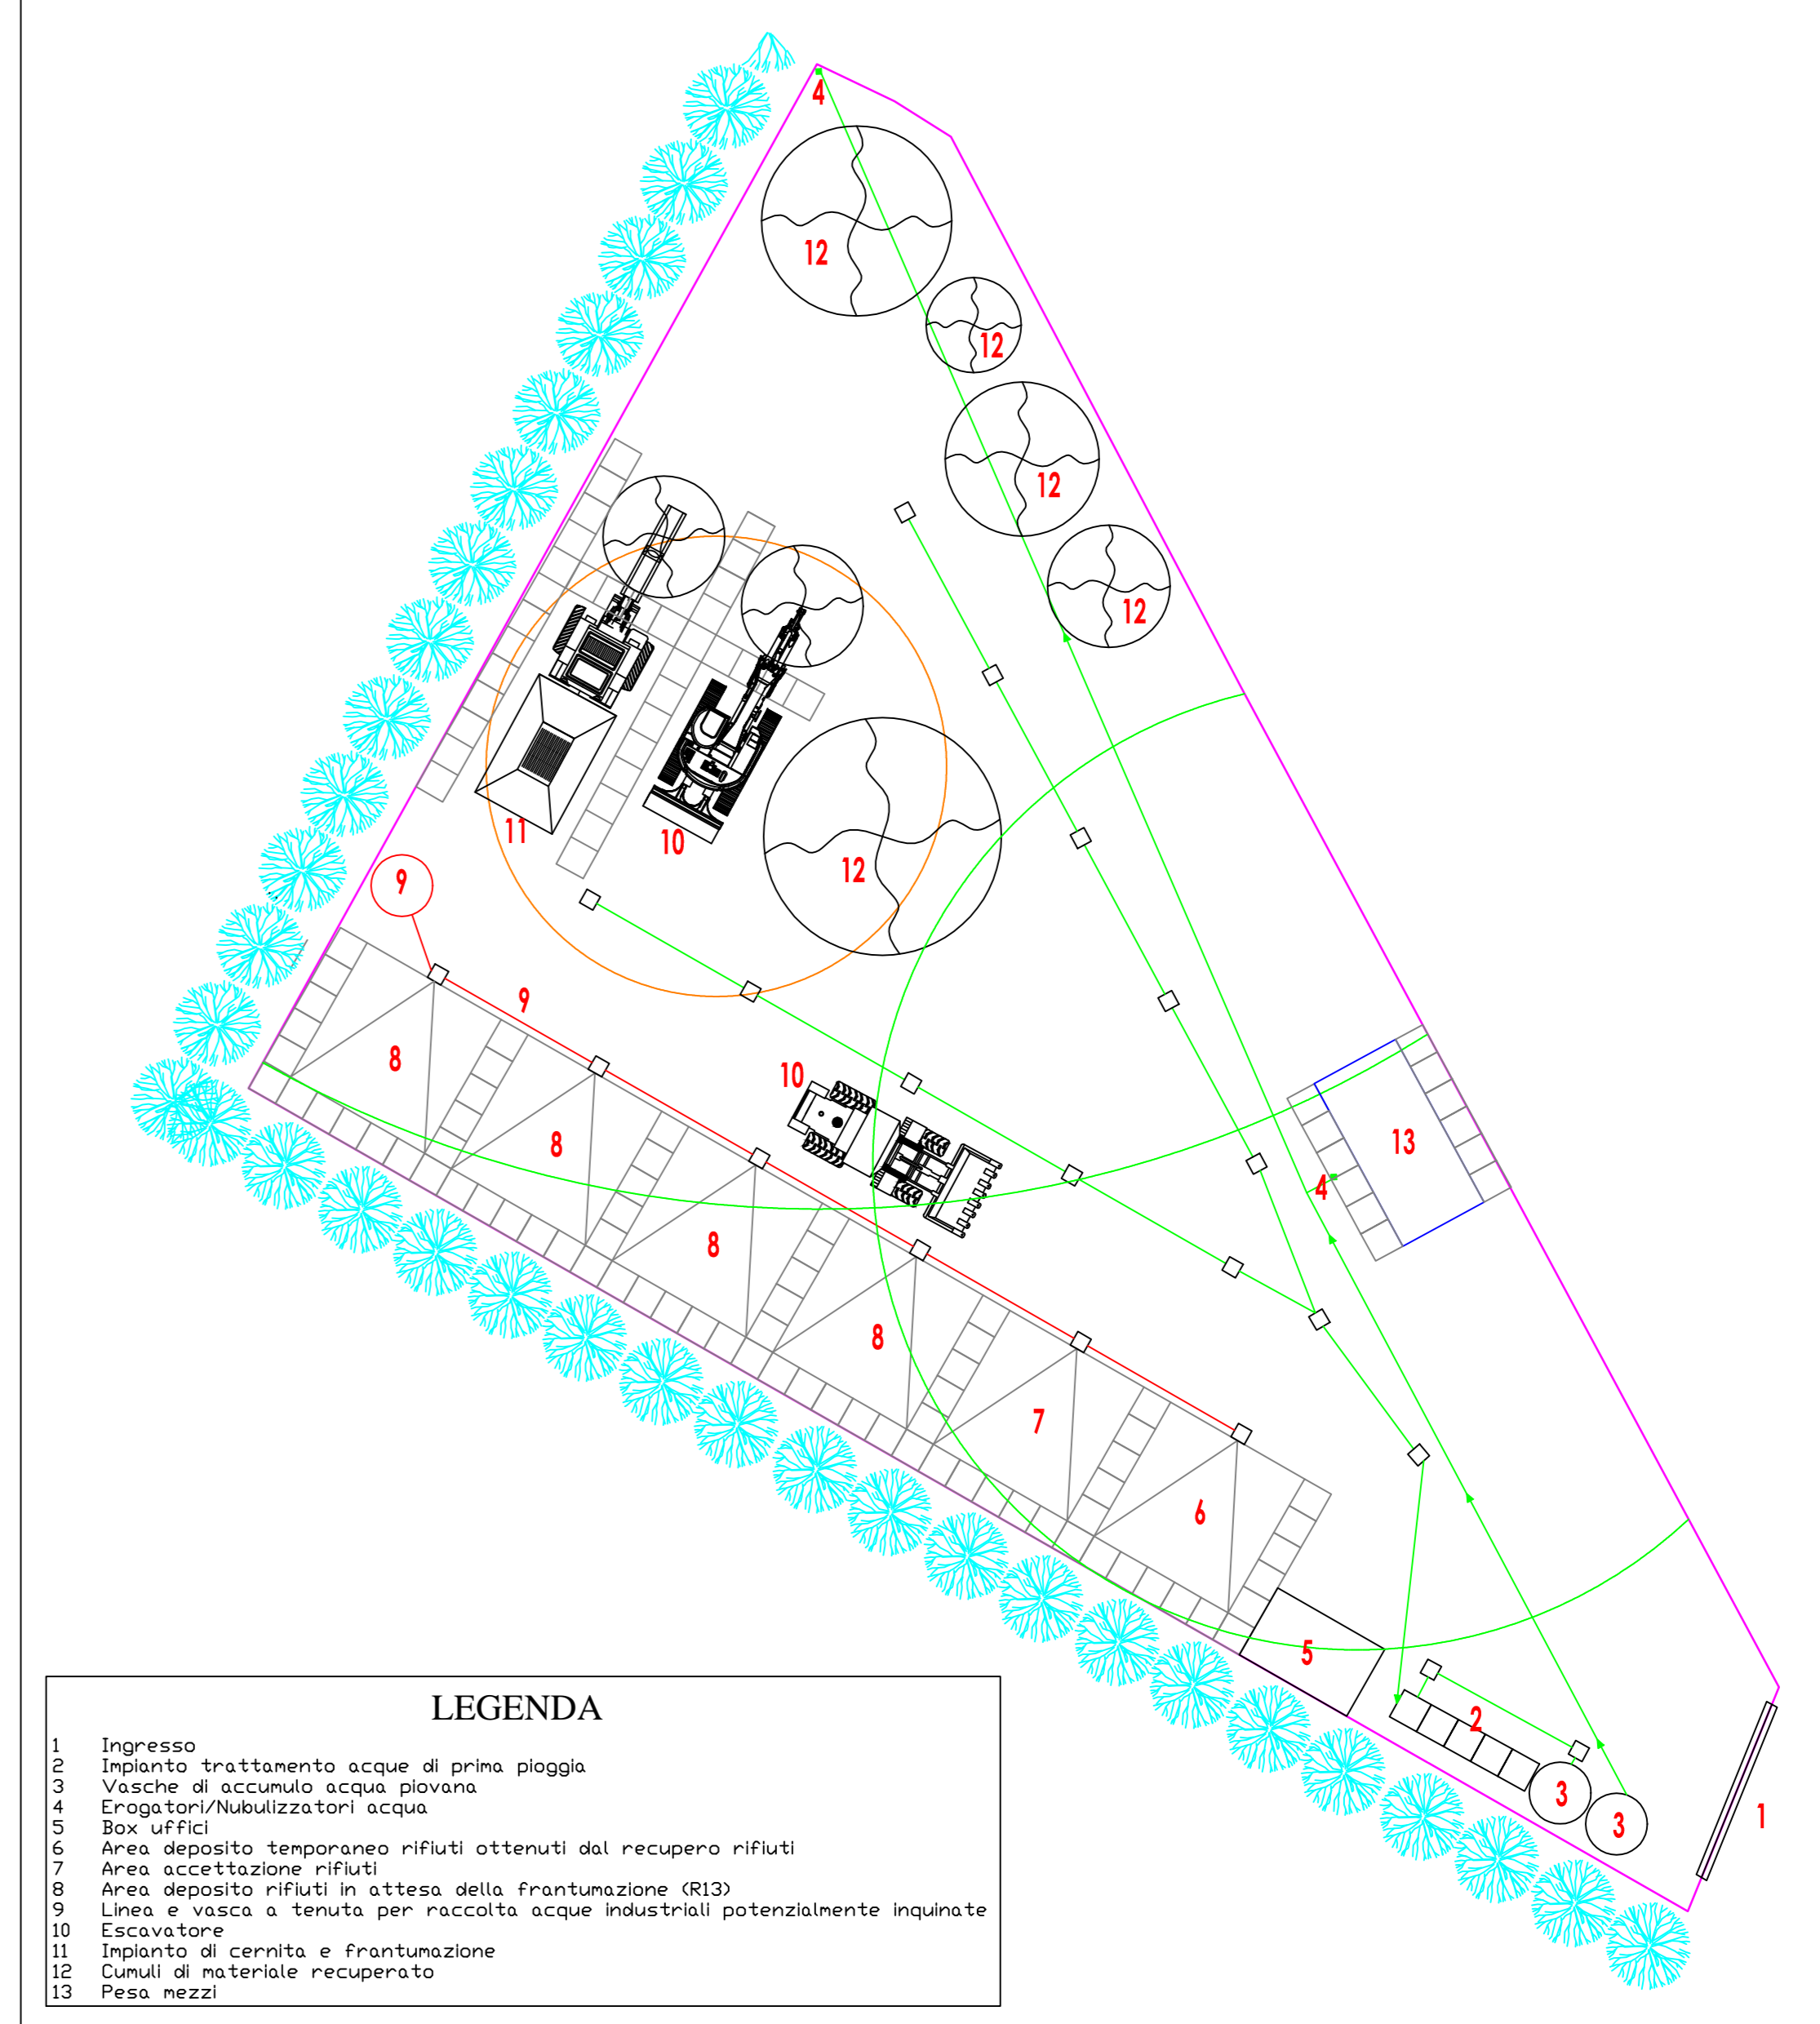 4
12
12
12
12
11
10
12
9
9
10
8
13
8
4
8
8
7
6
5
2
3
3
1
LEGENDA
1 Ingresso
2 Impianto trattamento acque di prima pioggia
3 Vasche di accumulo acqua piovana
4 Erogatori/Nubulizzatori acqua
5 Box uffici
6 Area deposito temporaneo rifiuti ottenuti dal recupero rifiuti
7 Area accettazione rifiuti
8 Area deposito rifiuti in attesa della frantumazione (R13)
9 Linea e vasca a tenuta per raccolta acque industriali potenzialmente inquinate
10 Escavatore
11 Impianto di cernita e frantumazione
12 Cumuli di materiale recuperato
13 Pesa mezzi